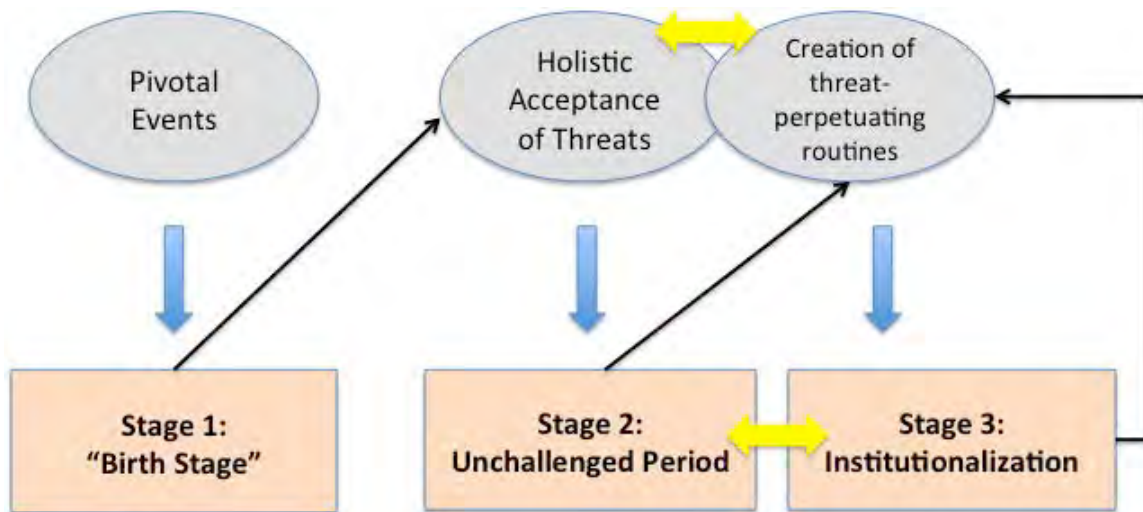 Pivotal
Events
Holistic
Acceptance
of Threats
Creation of
threat-
perpetuating
routines
Stage 1:
“Birth Stage”
Stage 2:
Unchallenged Period
Stage 3:
Institutionalization